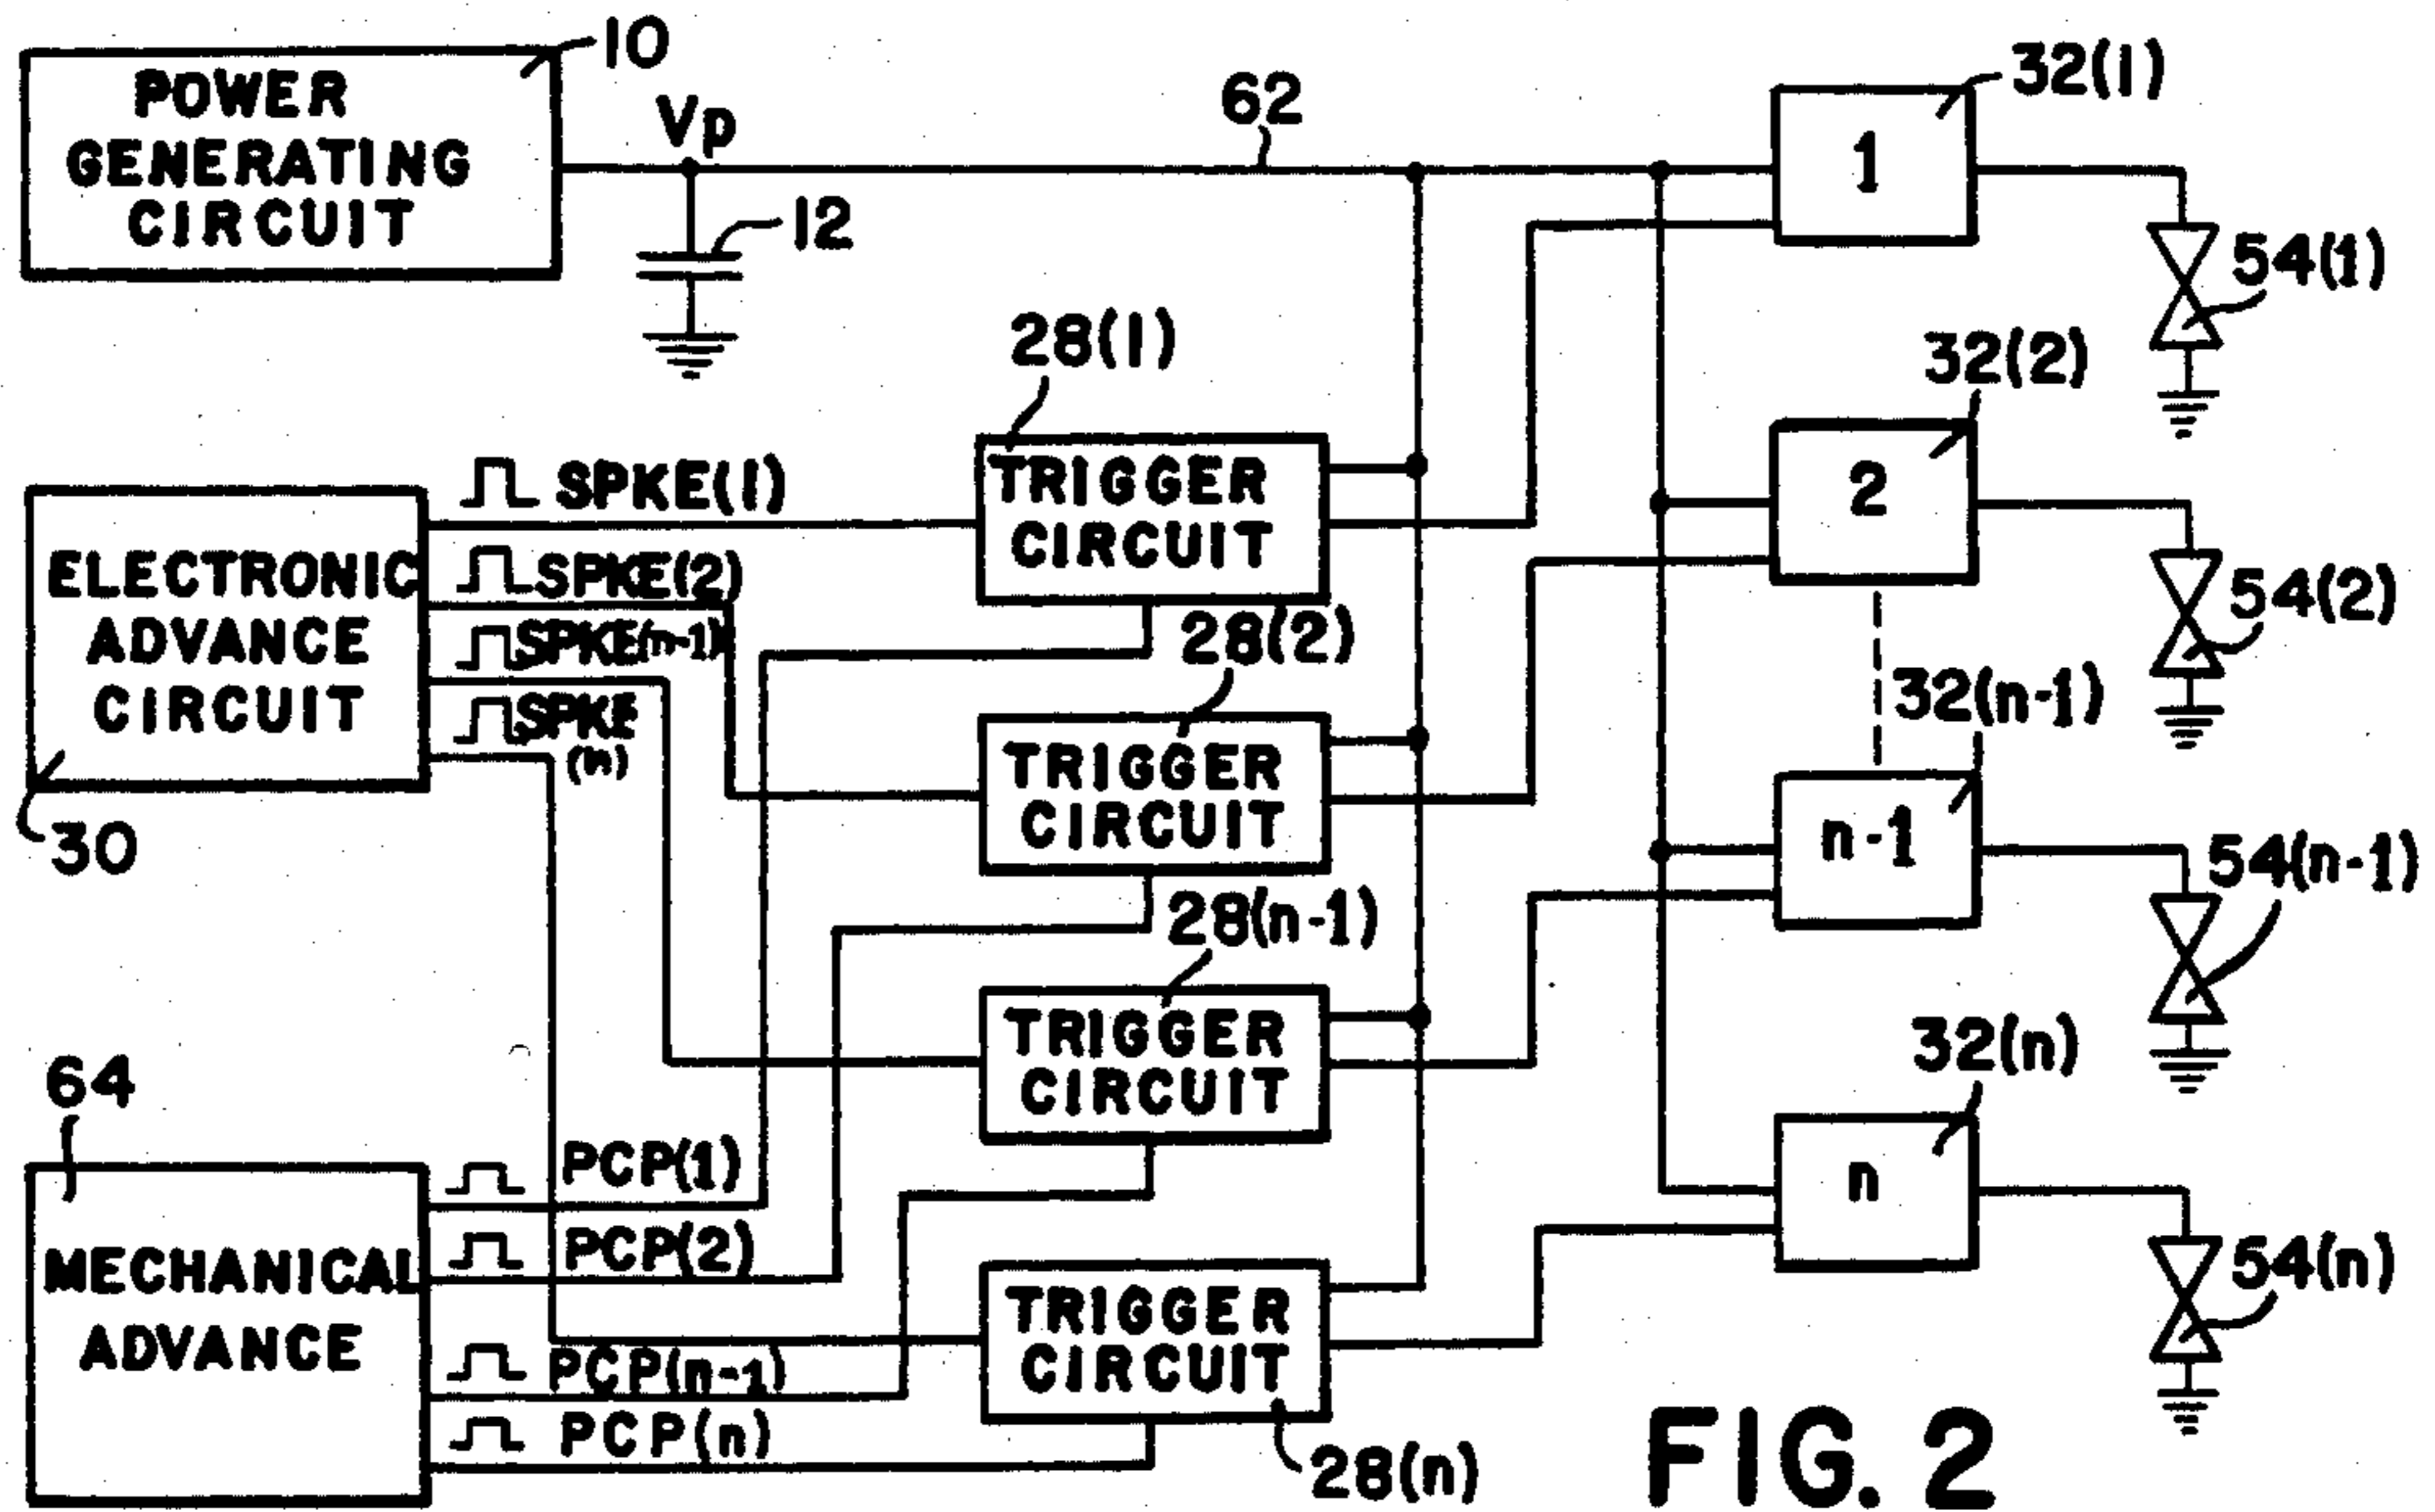 POWER
GENERATING
CIRCUIT
10
Vp
12
62
32(1)
1
54(1)
28(1)
32(2)
2
54(2)
ELECTRONIC
ADVANCE
CIRCUIT
30
SPKE(1)
SPKE(2)
SPKE(n-1)
SPKE
(n)
TRIGGER
CIRCUIT
28(2)
TRIGGER
CIRCUIT
32(n-1)
n-1
54(n-1)
28(n-1)
TRIGGER
CIRCUIT
32(n)
n
54(n)
64
MECHANICAL
ADVANCE
PCP(1)
PCP(2)
PCP(n-1)
PCP(n)
TRIGGER
CIRCUIT
28(n)
FIG. 2